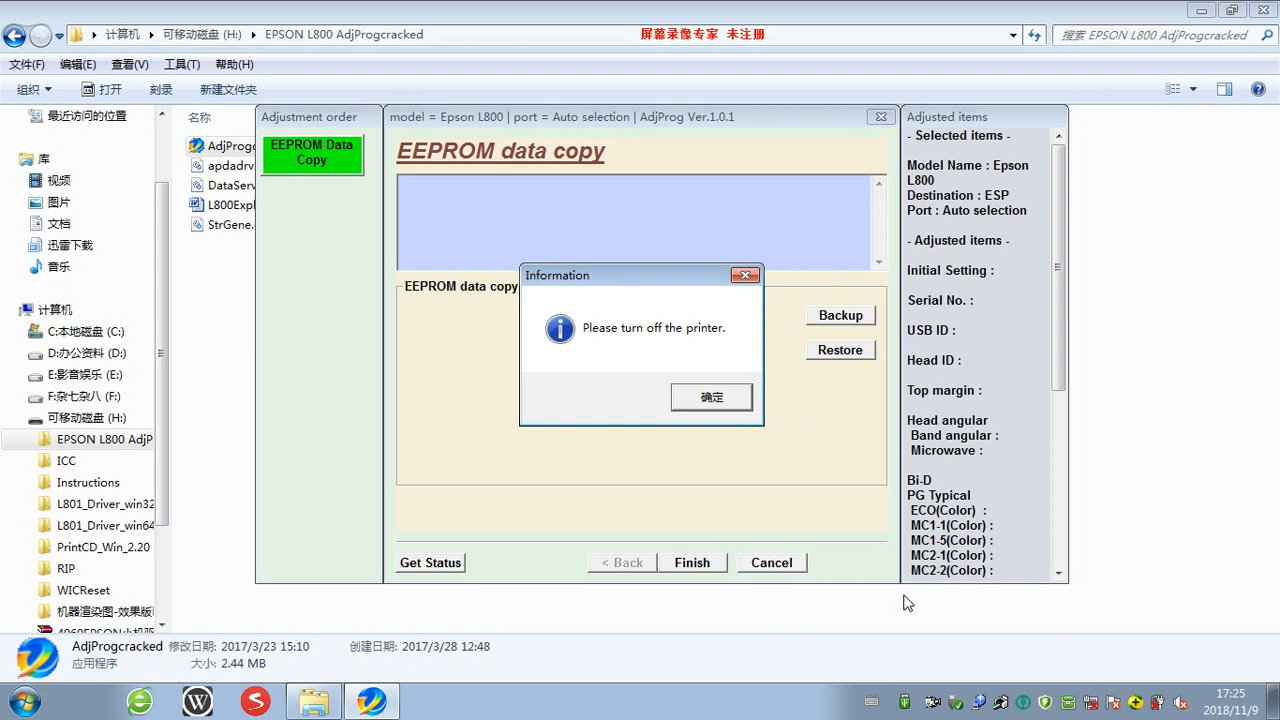 计算机 ▸ 可移动磁盘 (H:) ▸ EPSON L800 AdjProgcracked
屏幕录像专家 未注册
搜索 EPSON L800 AdjProgcracked
文件(F) 编辑(E) 查看(V) 工具(T) 帮助(H)
组织 打开 刻录 新建文件夹
最近访问的位置
库
视频
图片
文档
迅雷下载
音乐
计算机
C:本地磁盘 (C:)
D:办公资料 (D:)
E:影音娱乐 (E:)
F:杂七杂八 (F:)
可移动磁盘 (H:)
EPSON L800 AdjP
ICC
Instructions
L801_Driver_win32
L801_Driver_win64
PrintCD_Win_2.20
RIP
WICReset
机器渲染图-效果版
名称
AdjProgc
apdadrv
DataServ
L800Expl
StrGene.
Adjustment order
EEPROM Data
Copy
model = Epson L800 | port = Auto selection | AdjProg Ver.1.0.1
EEPROM data copy
EEPROM data copy
Backup
Restore
Information
Please turn off the printer.
确定
Get Status
< Back
Finish
Cancel
Adjusted items
- Selected items -
Model Name : Epson
L800
Destination : ESP
Port : Auto selection
- Adjusted items -
Initial Setting :
Serial No. :
USB ID :
Head ID :
Top margin :
Head angular
Band angular :
Microwave :
Bi-D
PG Typical
ECO(Color) :
MC1-1(Color) :
MC1-5(Color) :
MC2-1(Color) :
MC2-2(Color) :
AdjProgcracked 修改日期: 2017/3/23 15:10 创建日期: 2017/3/28 12:48
应用程序 大小: 2.44 MB
17:25
2018/11/9